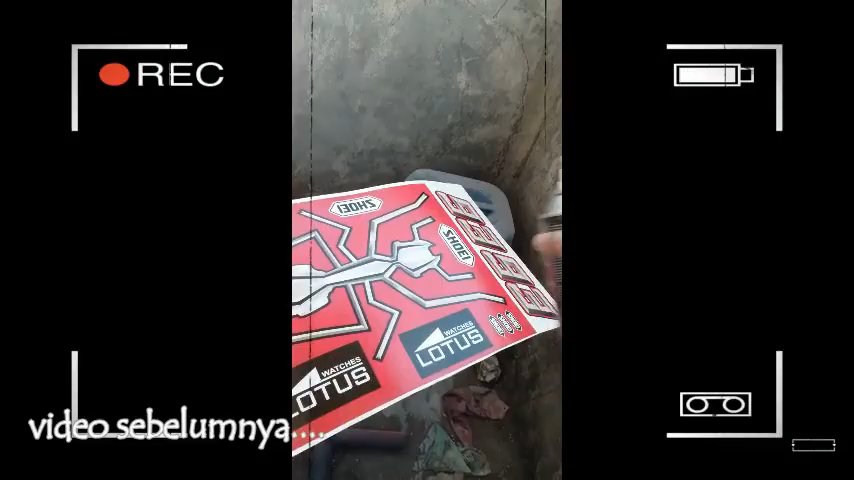 REC
SHOEI
SHOEI
WATCHES
LOTUS
WATCHES
LOTUS
video sebelumnya....